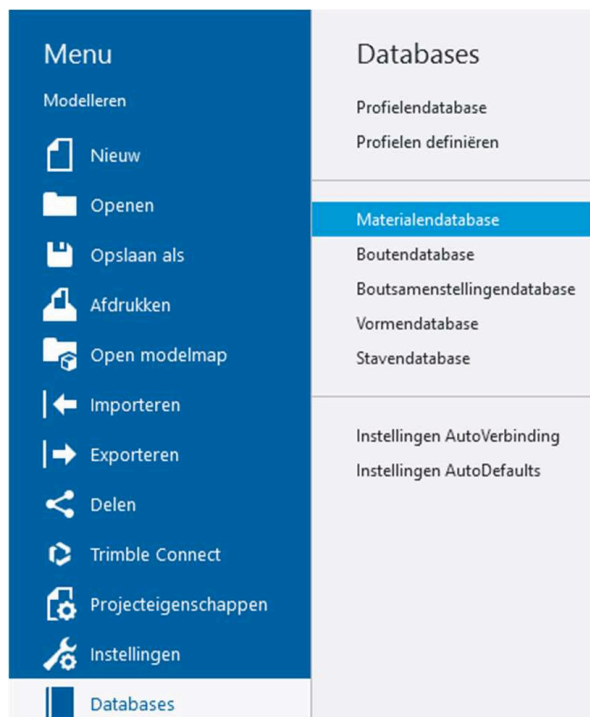 Menu
Modelleren
Nieuw
Openen
Opslaan als
Afdrukken
Open modelmap
Importeren
Exporteren
Delen
Trimble Connect
Projecteigenschappen
Instellingen
Databases
Databases
Profielendatabase
Profielen definiëren
Materialendatabase
Boutendatabase
Boutsamenstellingendatabase
Vormendatabase
Stavendatabase
Instellingen AutoVerbinding
Instellingen AutoDefaults